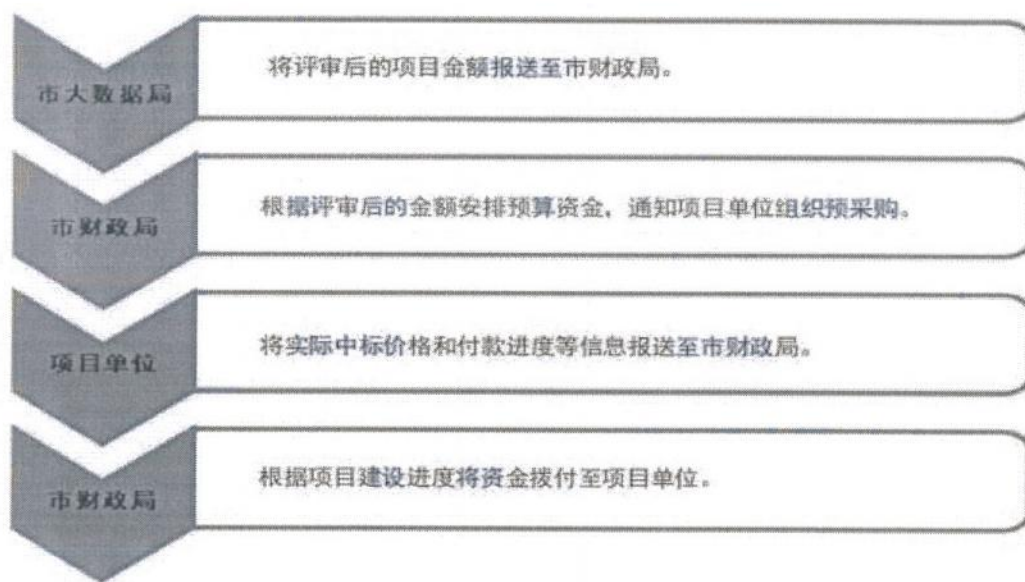 市大数据局
将评审后的项目金额报送至市财政局。
市财政局
根据评审后的金额安排预算资金，通知项目单位组织预采购。
项目单位
将实际中标价格和付款进度等信息报送至市财政局。
市财政局
根据项目建设进度将资金拨付至项目单位。